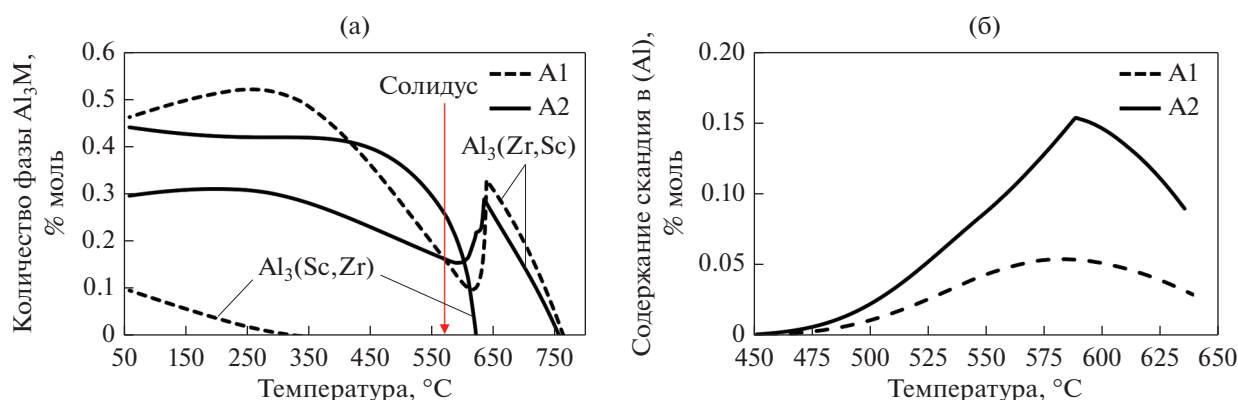 (а)
Количество фазы Al₃M,
% моль
0.6
0.5
0.4
0.3
0.2
0.1
0
50 150 250 350 450 550 650 750
Температура, °C
Солидус
A1
A2
Al₃(Zr,Sc)
Al₃(Sc,Zr)
(б)
Содержание скандия в (Al),
% моль
0.20
0.15
0.10
0.05
0
450 475 500 525 550 575 600 625 650
Температура, °C
A1
A2